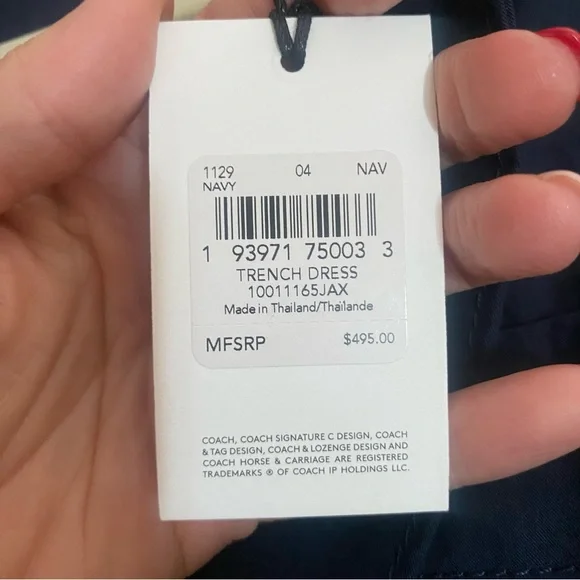 1129 04 NAV
NAVY
1 93971 75003 3
TRENCH DRESS
10011165JAX
Made in Thailand/Thaïlande
MFSRP $495.00
COACH, COACH SIGNATURE C DESIGN, COACH
& TAG DESIGN, COACH & LOZENGE DESIGN AND
COACH HORSE & CARRIAGE ARE REGISTERED
TRADEMARKS ® OF COACH IP HOLDINGS LLC.